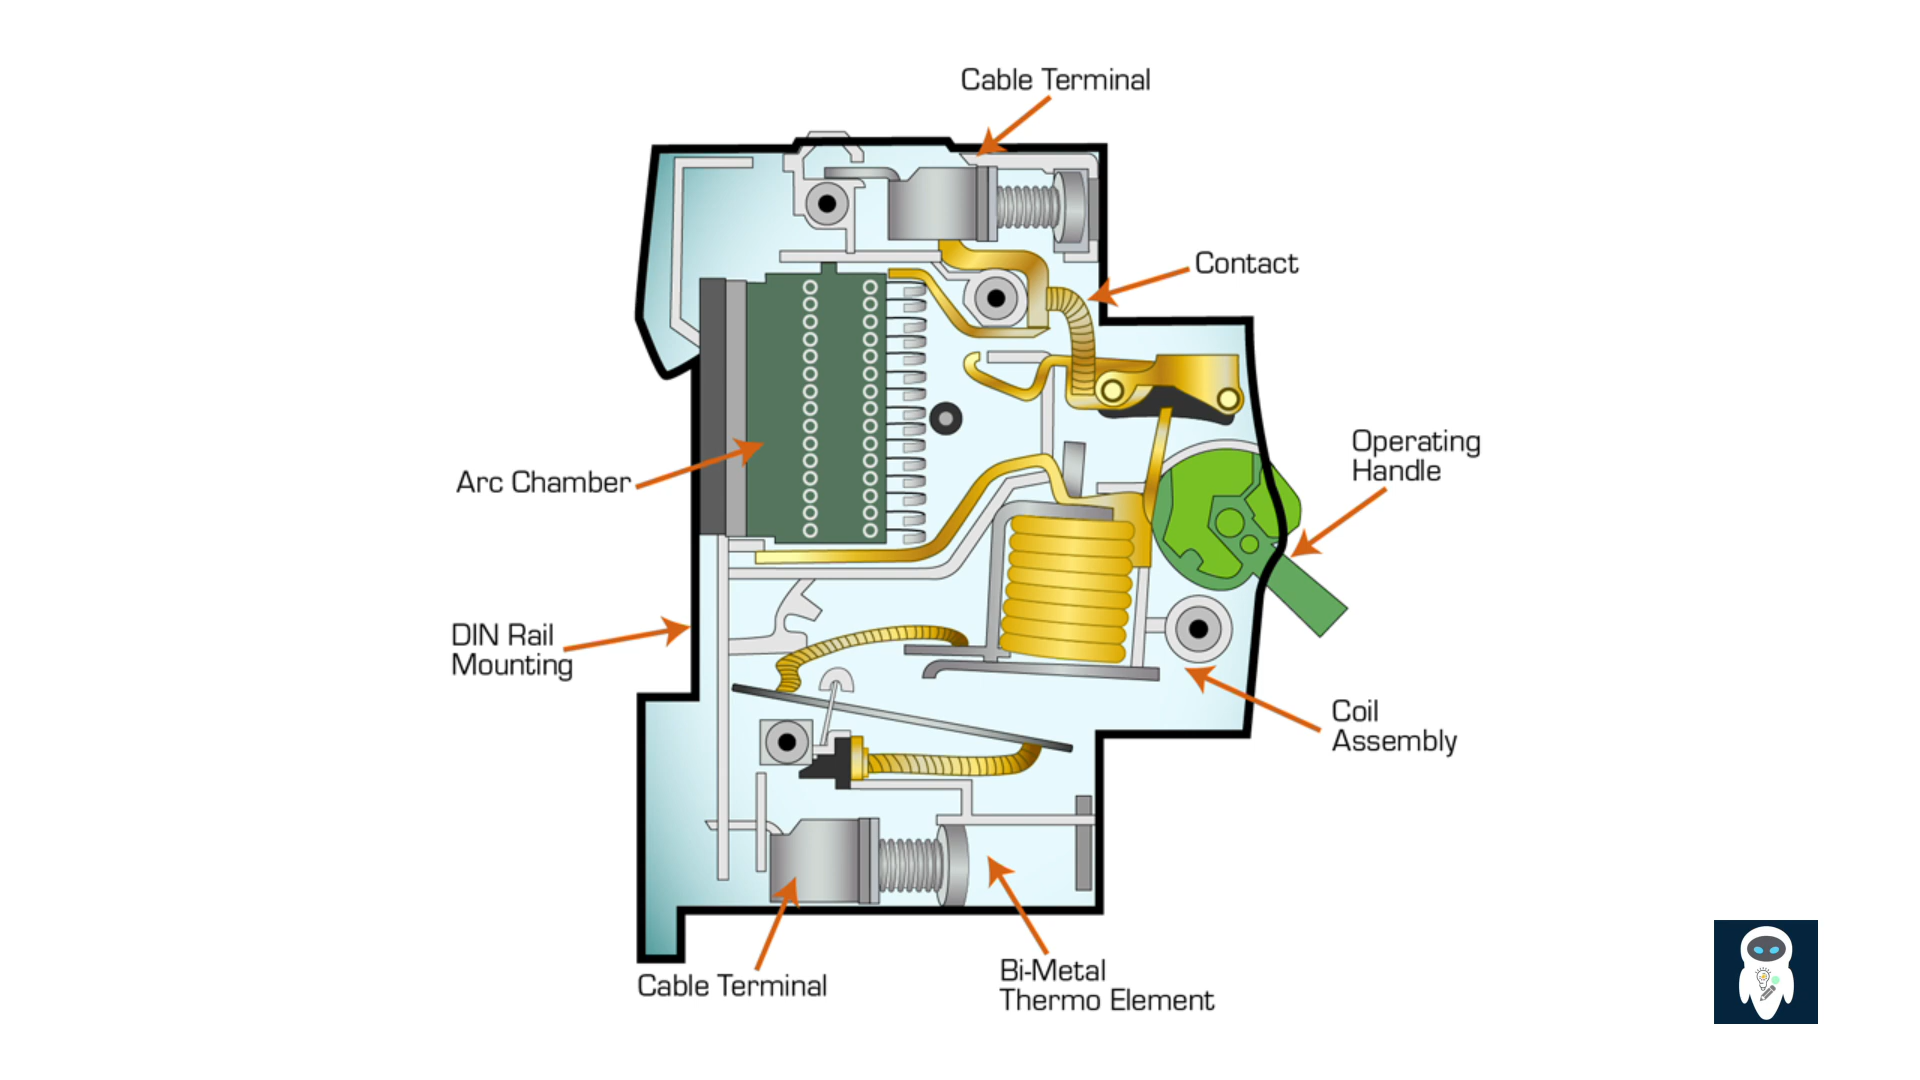 Cable Terminal
Contact
Operating
Handle
Arc Chamber
DIN Rail
Mounting
Coil
Assembly
Cable Terminal
Bi-Metal
Thermo Element